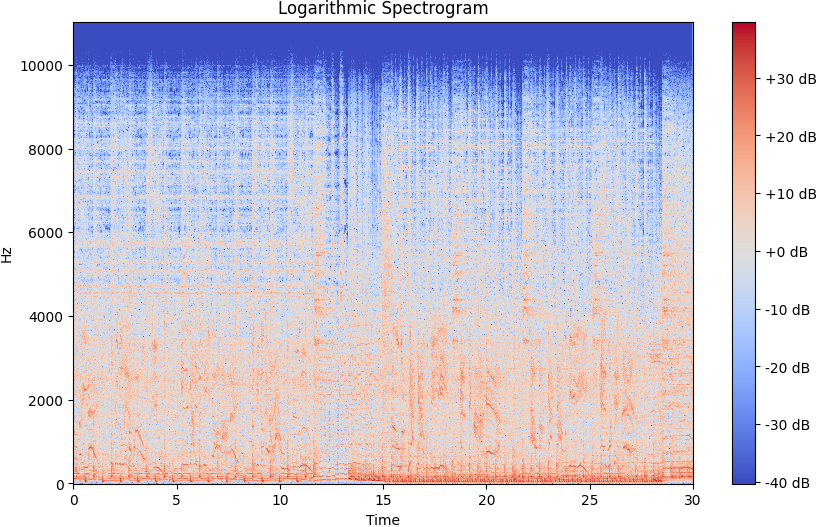 Logarithmic Spectrogram
Hz
10000
8000
6000
4000
2000
0
0 5 10 15 20 25 30
Time
+30 dB
+20 dB
+10 dB
+0 dB
-10 dB
-20 dB
-30 dB
-40 dB